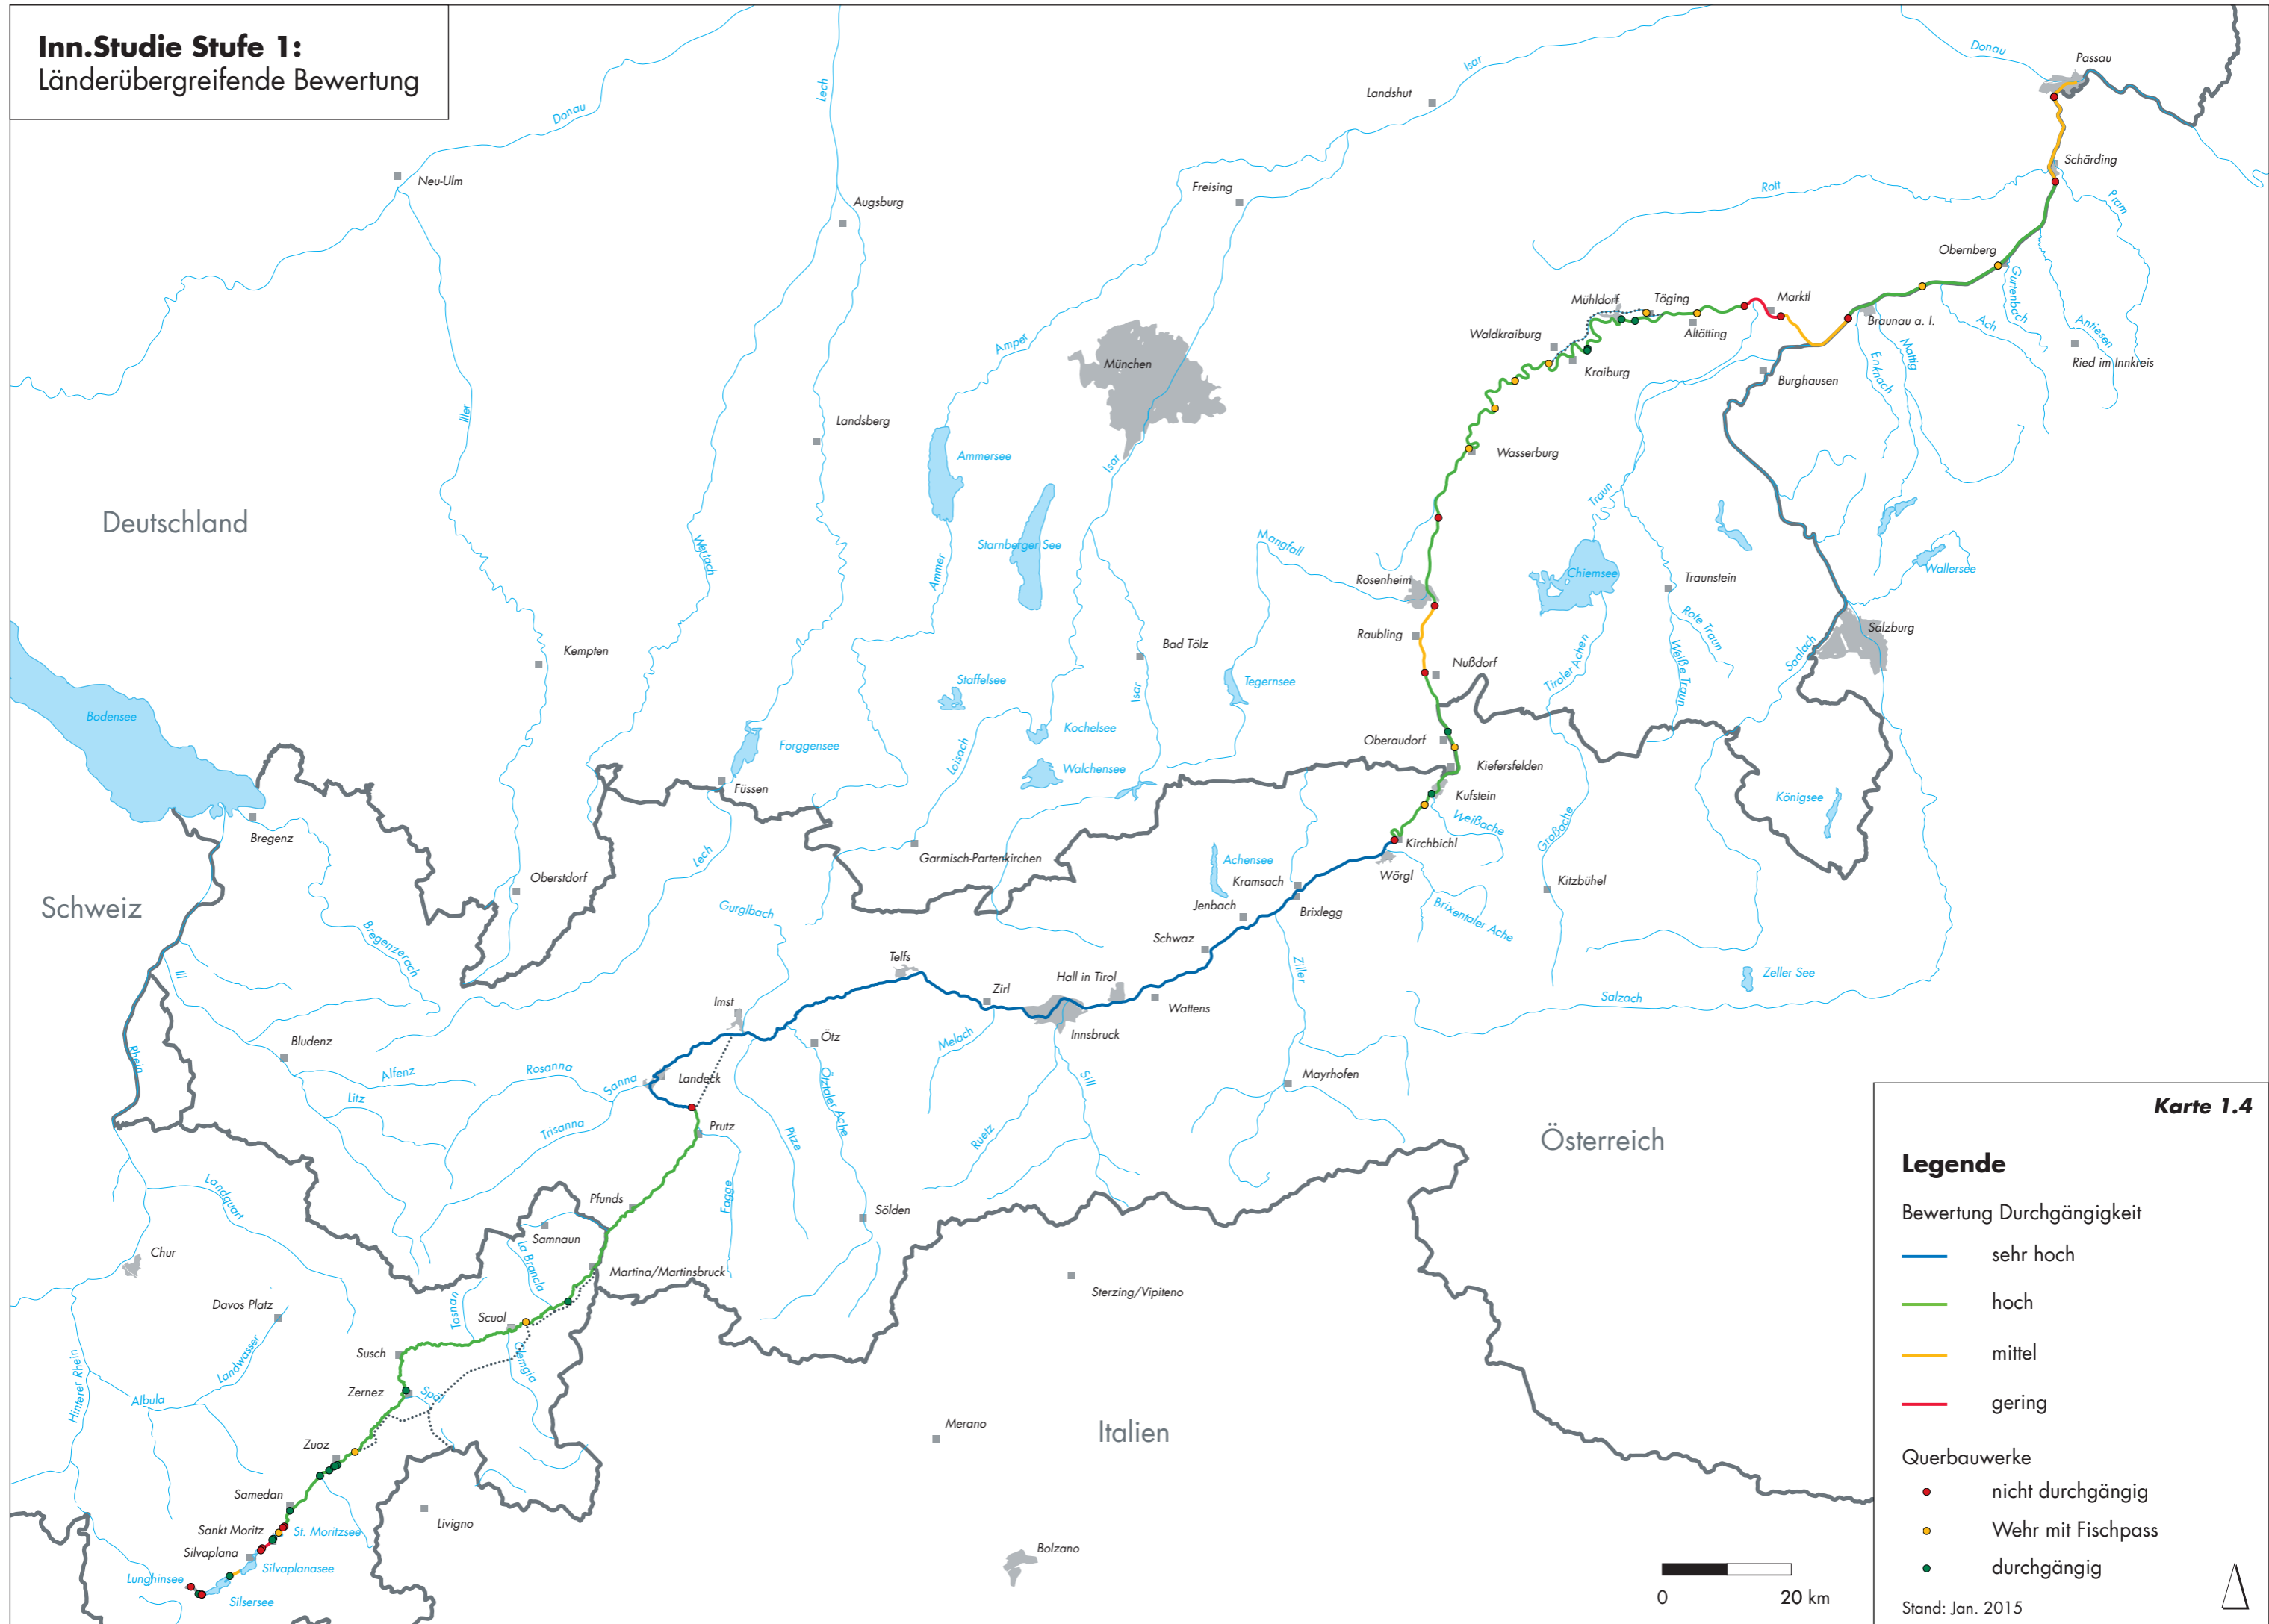 Inn.Studie Stufe 1:
Länderübergreifende Bewertung
Donau
Lech
Isar
Donau
Passau
Landshut
Neu-Ulm
Augsburg
Freising
Schärding
Rott
Pram
Obernberg
Gurtenbach
Mühldorf
Töging
Marktl
Altötting
Braunau a. I.
Ach
Antiesen
Ried im Innkreis
Waldkraiburg
Kraiburg
Burghausen
Enknach
Mattig
Amper
München
Iller
Landsberg
Ammersee
Isar
Wasserburg
Deutschland
Wertach
Ammer
Starnberger See
Mangfall
Traun
Chiemsee
Traunstein
Wallersee
Rosenheim
Raubling
Rote Traun
Weiße Traun
Salzburg
Saalach
Kempten
Bad Tölz
Nußdorf
Tiroler Achen
Staffelsee
Isar
Tegernsee
Bodensee
Forggensee
Loisach
Kochelsee
Walchensee
Oberaudorf
Kiefersfelden
Füssen
Kufstein
Königsee
Weißache
Großache
Bregenz
Lech
Garmisch-Partenkirchen
Achensee
Kirchbichl
Oberstdorf
Kramsach
Wörgl
Kitzbühel
Schweiz
Gurglbach
Jenbach
Brixlegg
Brixentaler Ache
Bregenzerach
Schwaz
Ill
Telfs
Zirl
Hall in Tirol
Ziller
Zeller See
Imst
Wattens
Salzach
Rhein
Bludenz
Ötz
Melach
Innsbruck
Alfenz
Rosanna
Sanna
Landeck
Ötztaler Ache
Sill
Mayrhofen
Litz
Trisanna
Prutz
Pitze
Ruetz
Österreich
Landquart
Pfunds
Fagge
Sölden
Samnaun
Chur
La Brancla
Martina/Martinsbruck
Sterzing/Vipiteno
Davos Platz
Tasnan
Scuol
Clemgia
Susch
Landwasser
Hinterer Rhein
Zernez
Spöl
Albula
Merano
Italien
Zuoz
Samedan
Livigno
Sankt Moritz
St. Moritzsee
Silvaplana
Silvaplanasee
Bolzano
Lunghinsee
Silsersee
0
20 km
Karte 1.4
Legende
Bewertung Durchgängigkeit
sehr hoch
hoch
mittel
gering
Querbauwerke
nicht durchgängig
Wehr mit Fischpass
durchgängig
Stand: Jan. 2015